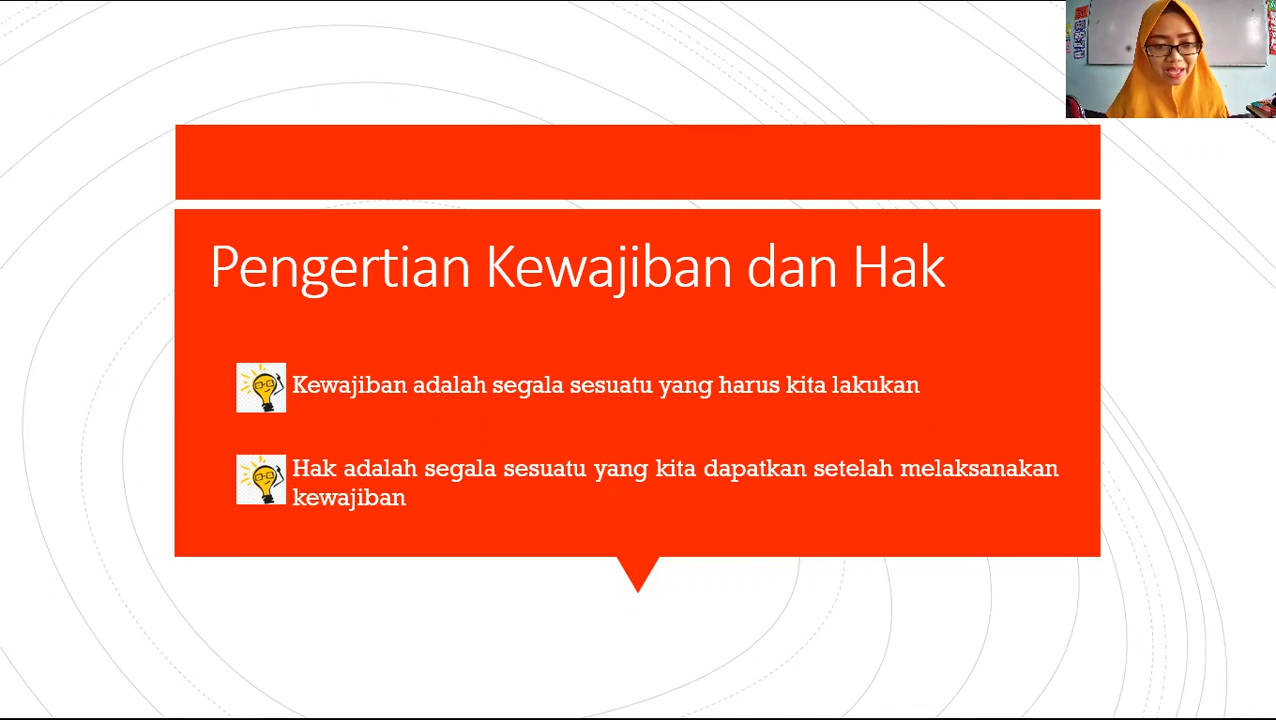 Pengertian Kewajiban dan Hak
Kewajiban adalah segala sesuatu yang harus kita lakukan
Hak adalah segala sesuatu yang kita dapatkan setelah melaksanakan
kewajiban